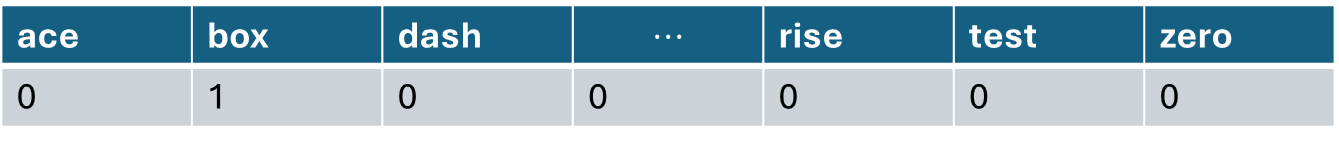 ace box dash ... rise test zero
0 1 0 0 0 0 0